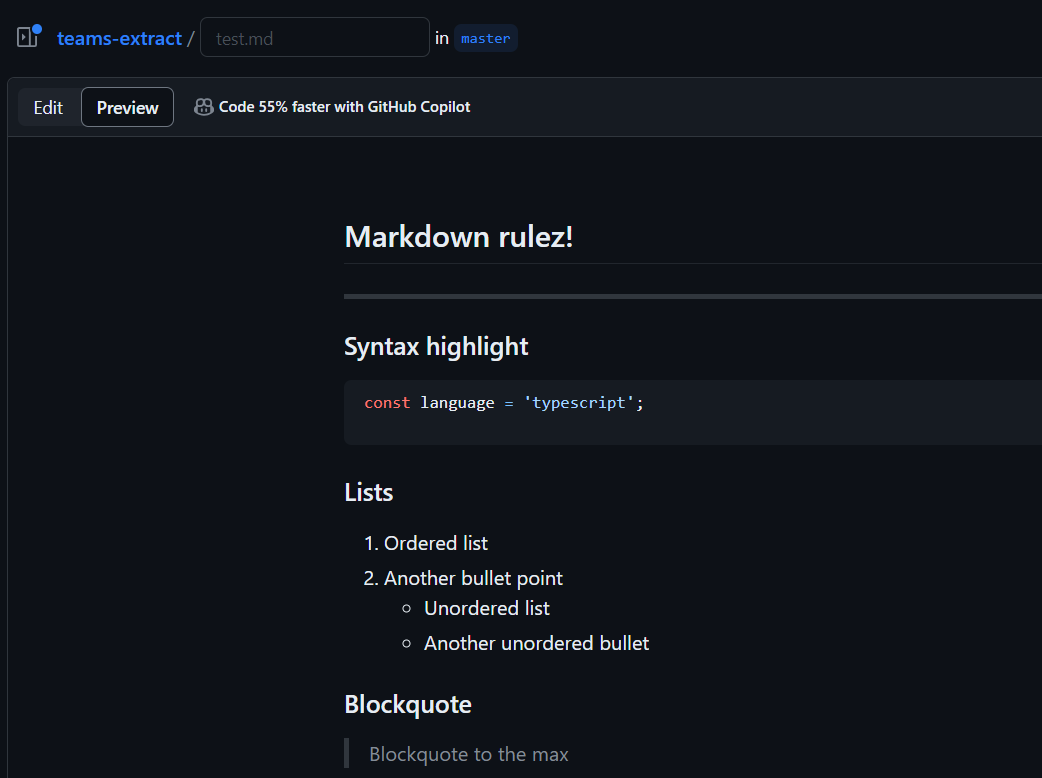 teams-extract / test.md in master
Edit Preview Code 55% faster with GitHub Copilot
Markdown rulez!
Syntax highlight
const language = 'typescript';
Lists
1. Ordered list
2. Another bullet point
Unordered list
Another unordered bullet
Blockquote
Blockquote to the max